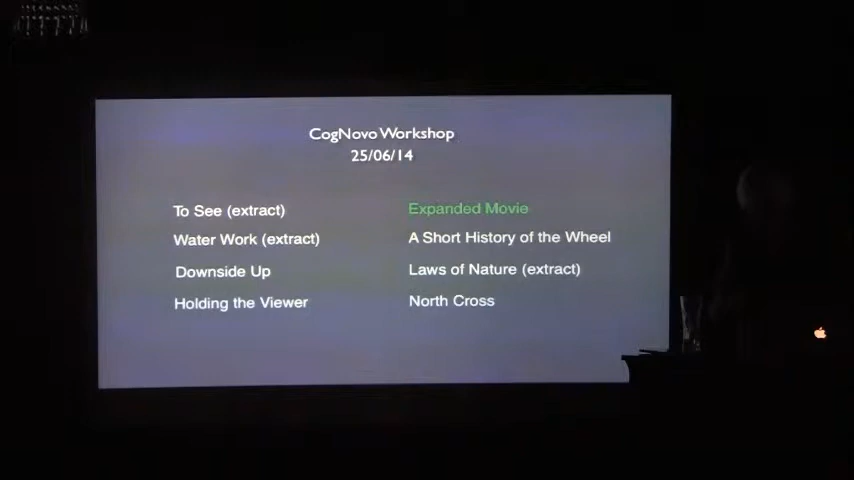 CogNovo Workshop
25/06/14
To See (extract)
Water Work (extract)
Downside Up
Holding the Viewer
Expanded Movie
A Short History of the Wheel
Laws of Nature (extract)
North Cross